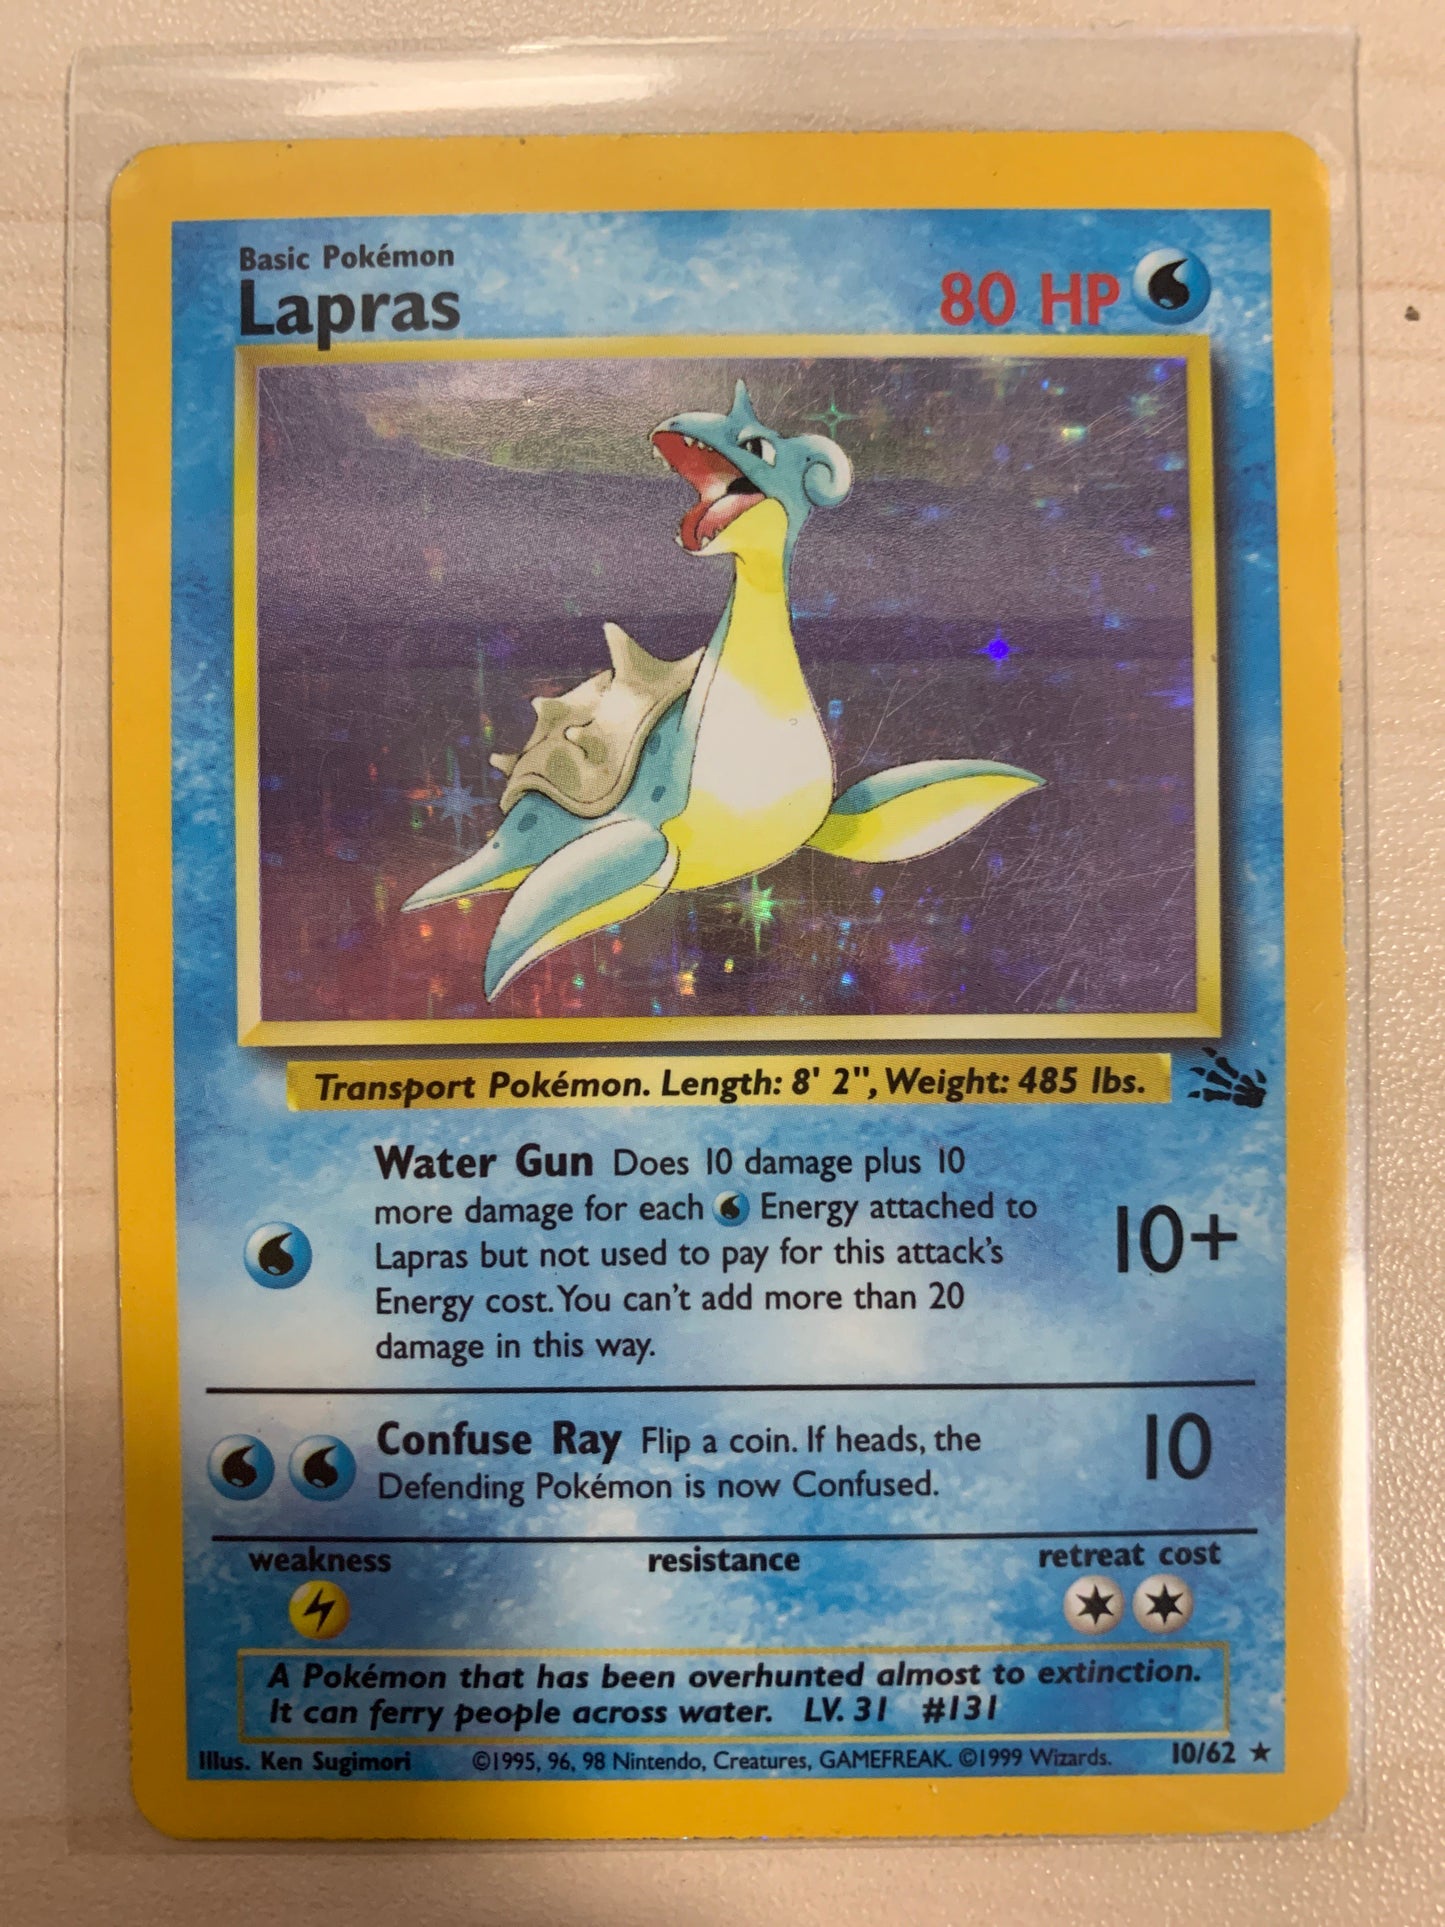 Basic Pokémon
Lapras
80 HP
Transport Pokémon. Length: 8' 2", Weight: 485 lbs.
Water Gun Does 10 damage plus 10
more damage for each Energy attached to
Lapras but not used to pay for this attack's
Energy cost. You can't add more than 20
damage in this way.
10+
Confuse Ray Flip a coin. If heads, the
Defending Pokémon is now Confused.
10
weakness resistance retreat cost
A Pokémon that has been overhunted almost to extinction.
It can ferry people across water. LV. 31 #131
Illus. Ken Sugimori ©1995, 96, 98 Nintendo, Creatures, GAMEFREAK. ©1999 Wizards. 10/62 ★